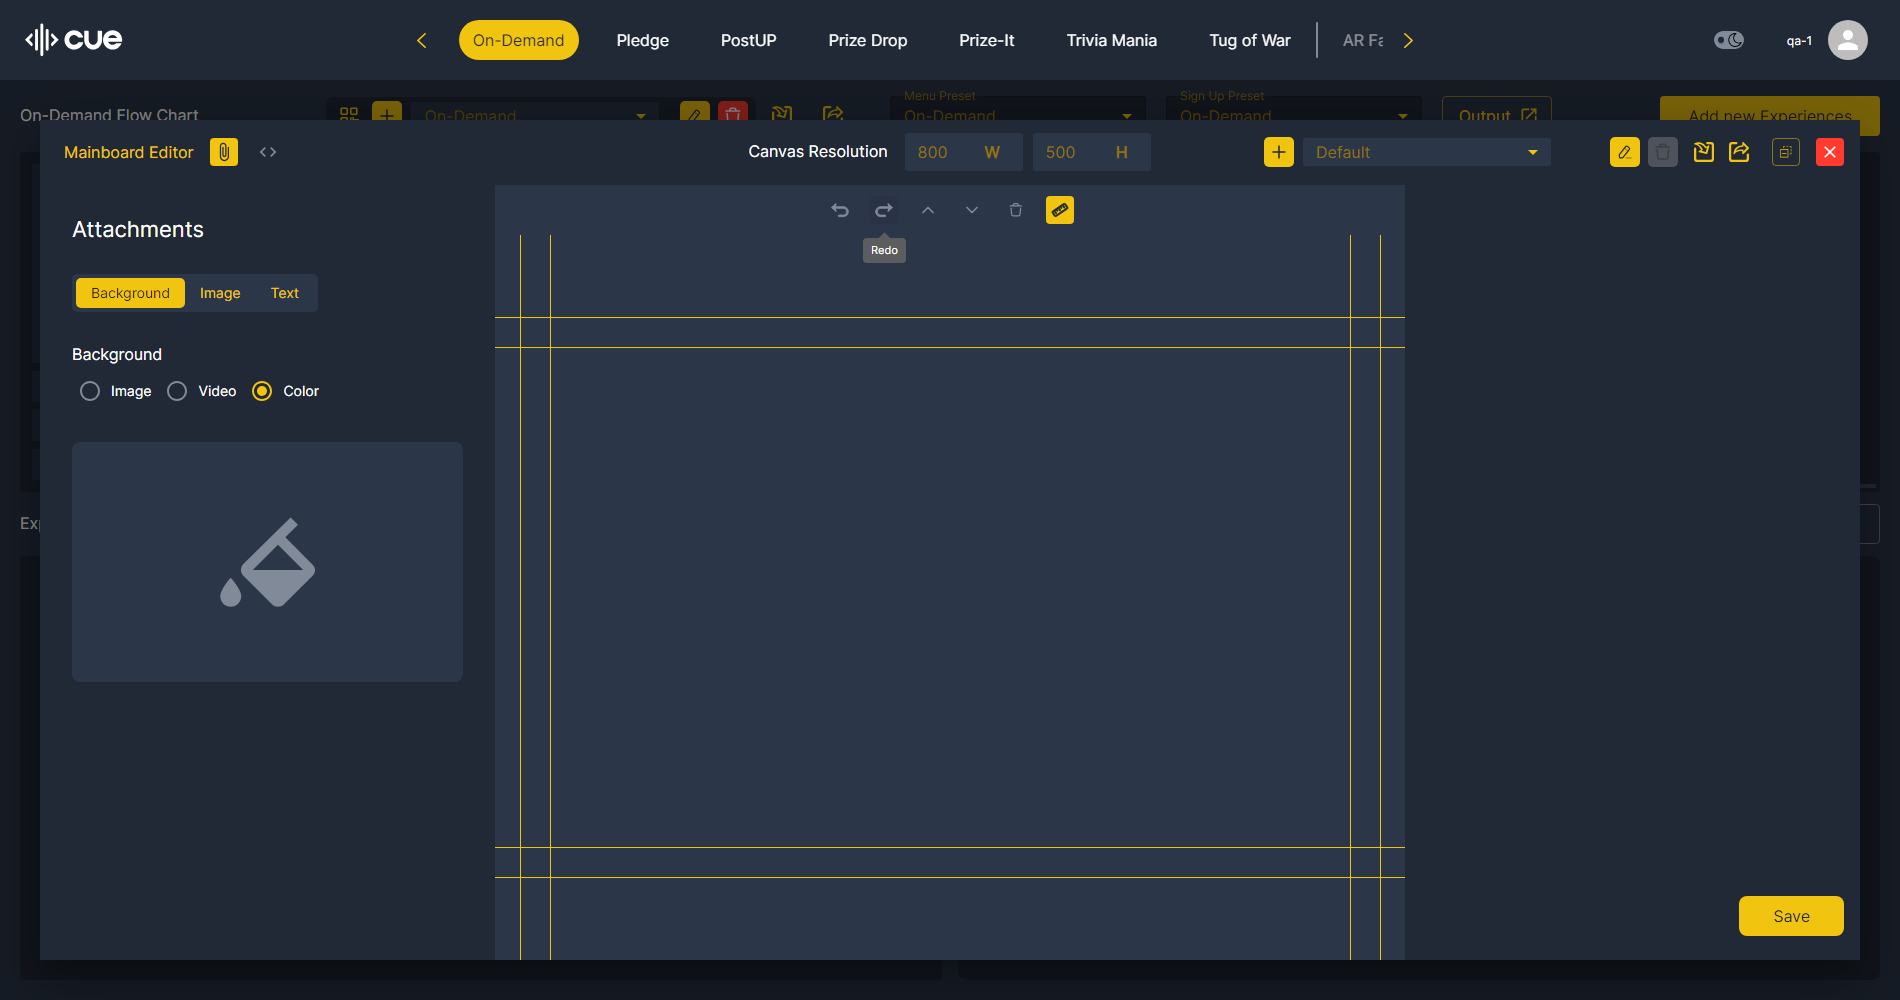 cue
On-Demand
Pledge
PostUP
Prize Drop
Prize-It
Trivia Mania
Tug of War
AR Fa
qa-1
On-Demand Flow Chart
On-Demand
Menu Preset
On-Demand
Sign Up Preset
On-Demand
Output
Add new Experiences
Mainboard Editor
Canvas Resolution
800 W
500 H
Default
Attachments
Redo
Background
Image
Text
Background
Image
Video
Color
Exp
Save